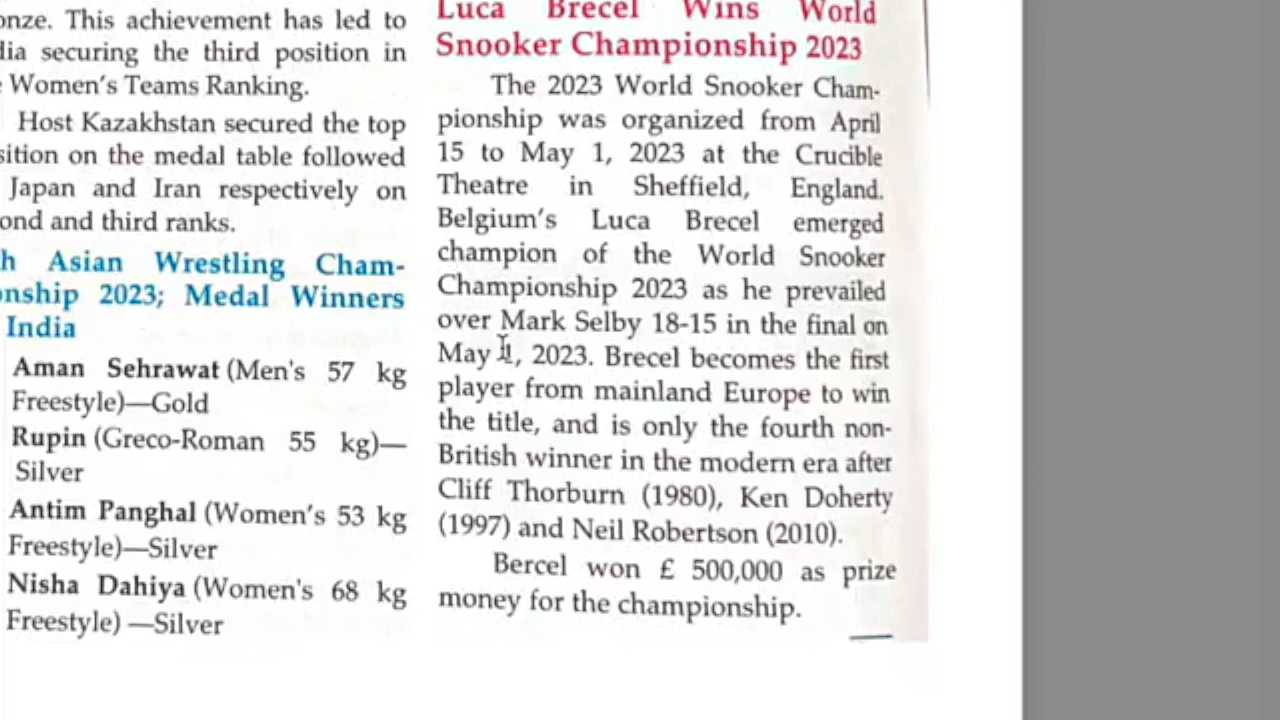 onze. This achievement has led to
dia securing the third position in
Women's Teams Ranking.
Host Kazakhstan secured the top
sition on the medal table followed
Japan and Iran respectively on
ond and third ranks.
h Asian Wrestling Cham-
onship 2023; Medal Winners
India
Aman Sehrawat (Men's 57 kg
Freestyle)—Gold
Rupin (Greco-Roman 55 kg)—
Silver
Antim Panghal (Women's 53 kg
Freestyle)—Silver
Nisha Dahiya (Women's 68 kg
Freestyle) —Silver
Luca Brecel Wins World
Snooker Championship 2023
The 2023 World Snooker Cham-
pionship was organized from April
15 to May 1, 2023 at the Crucible
Theatre in Sheffield, England.
Belgium's Luca Brecel emerged
champion of the World Snooker
Championship 2023 as he prevailed
over Mark Selby 18-15 in the final on
May 1, 2023. Brecel becomes the first
player from mainland Europe to win
the title, and is only the fourth non-
British winner in the modern era after
Cliff Thorburn (1980), Ken Doherty
(1997) and Neil Robertson (2010).
Bercel won £ 500,000 as prize
money for the championship.